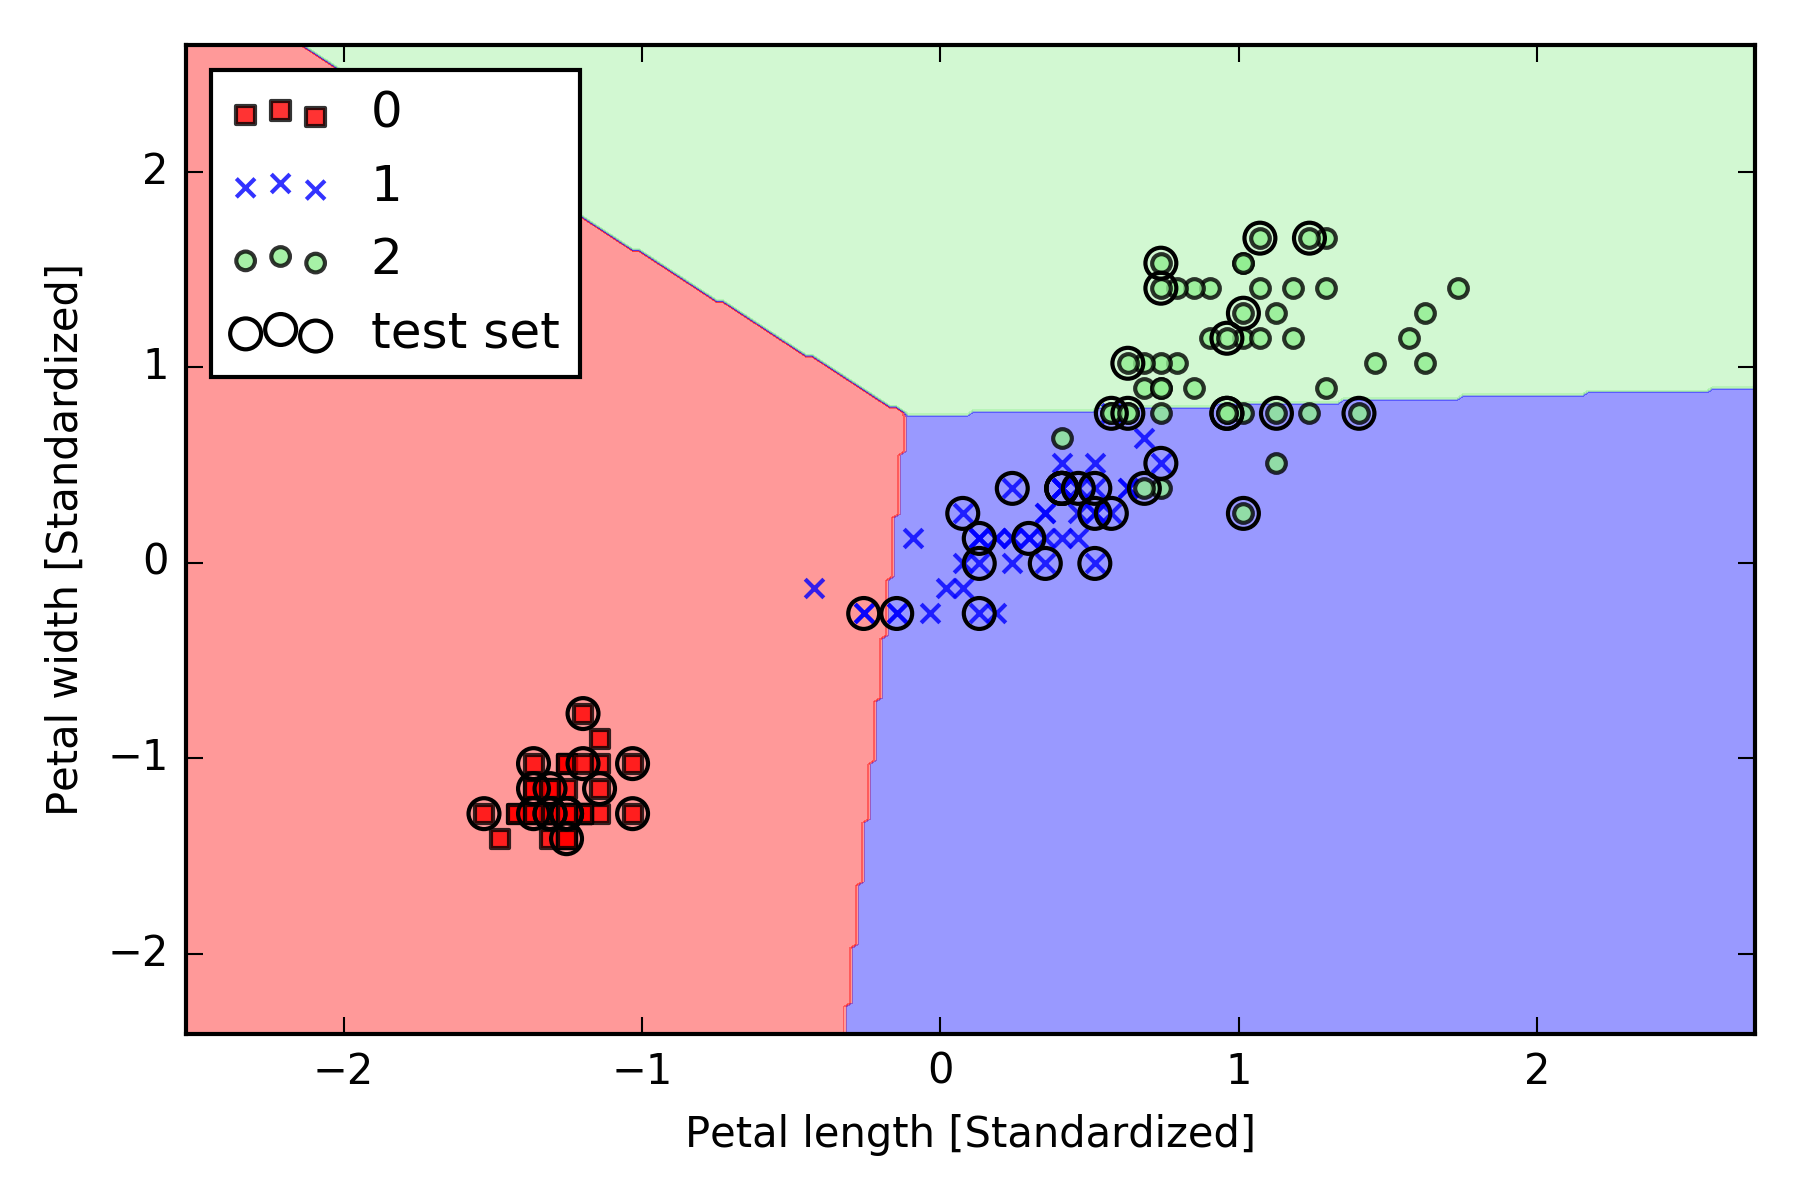 0
1
2
test set
2
1
0
−1
−2
Petal width [Standardized]
−2 −1 0 1 2
Petal length [Standardized]